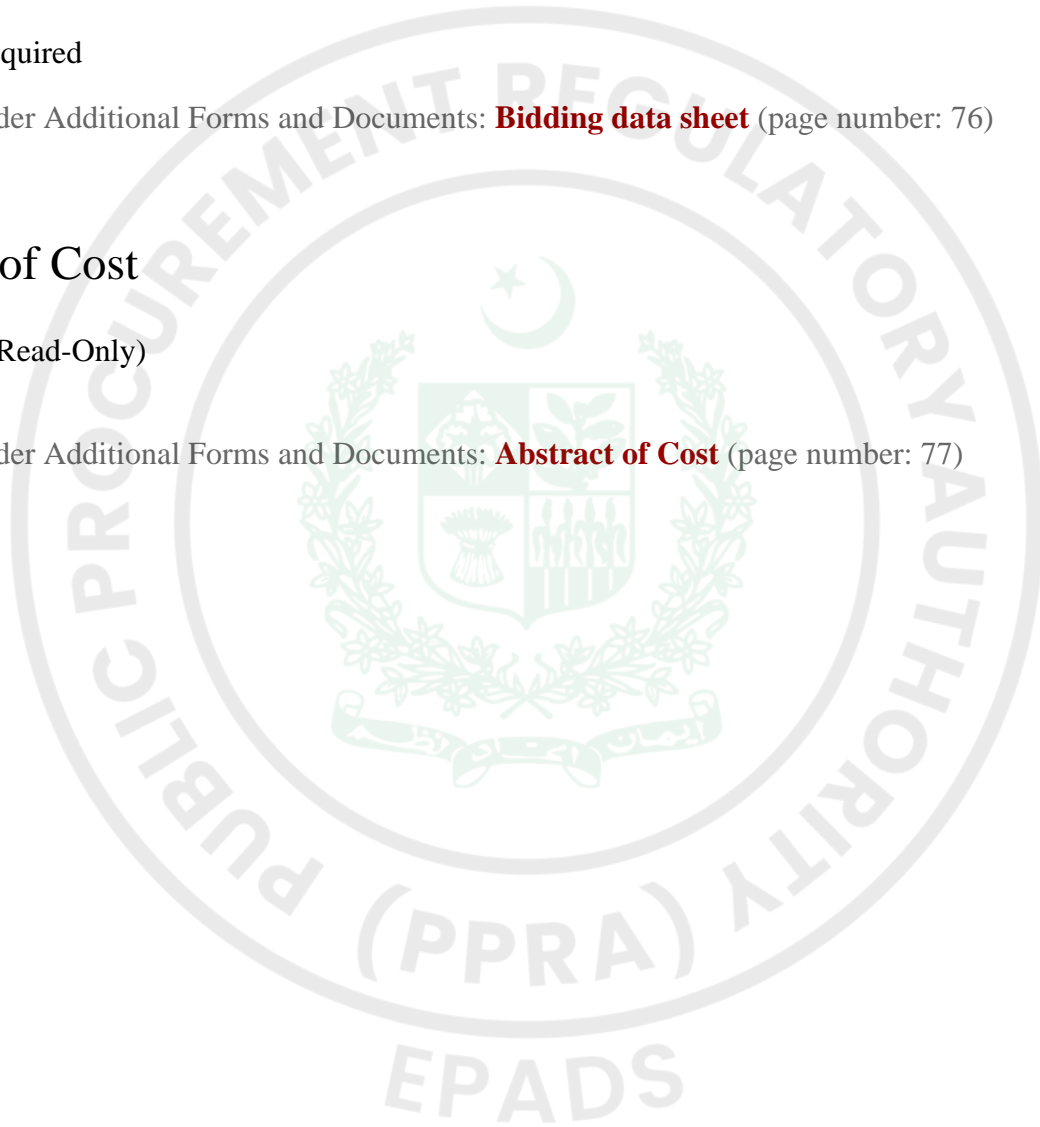 quired
der Additional Forms and Documents: Bidding data sheet (page number: 76)
of Cost
Read-Only)
der Additional Forms and Documents: Abstract of Cost (page number: 77)
PUBLIC PROCUREMENT REGULATORY AUTHORITY
(PPRA)
EPADS